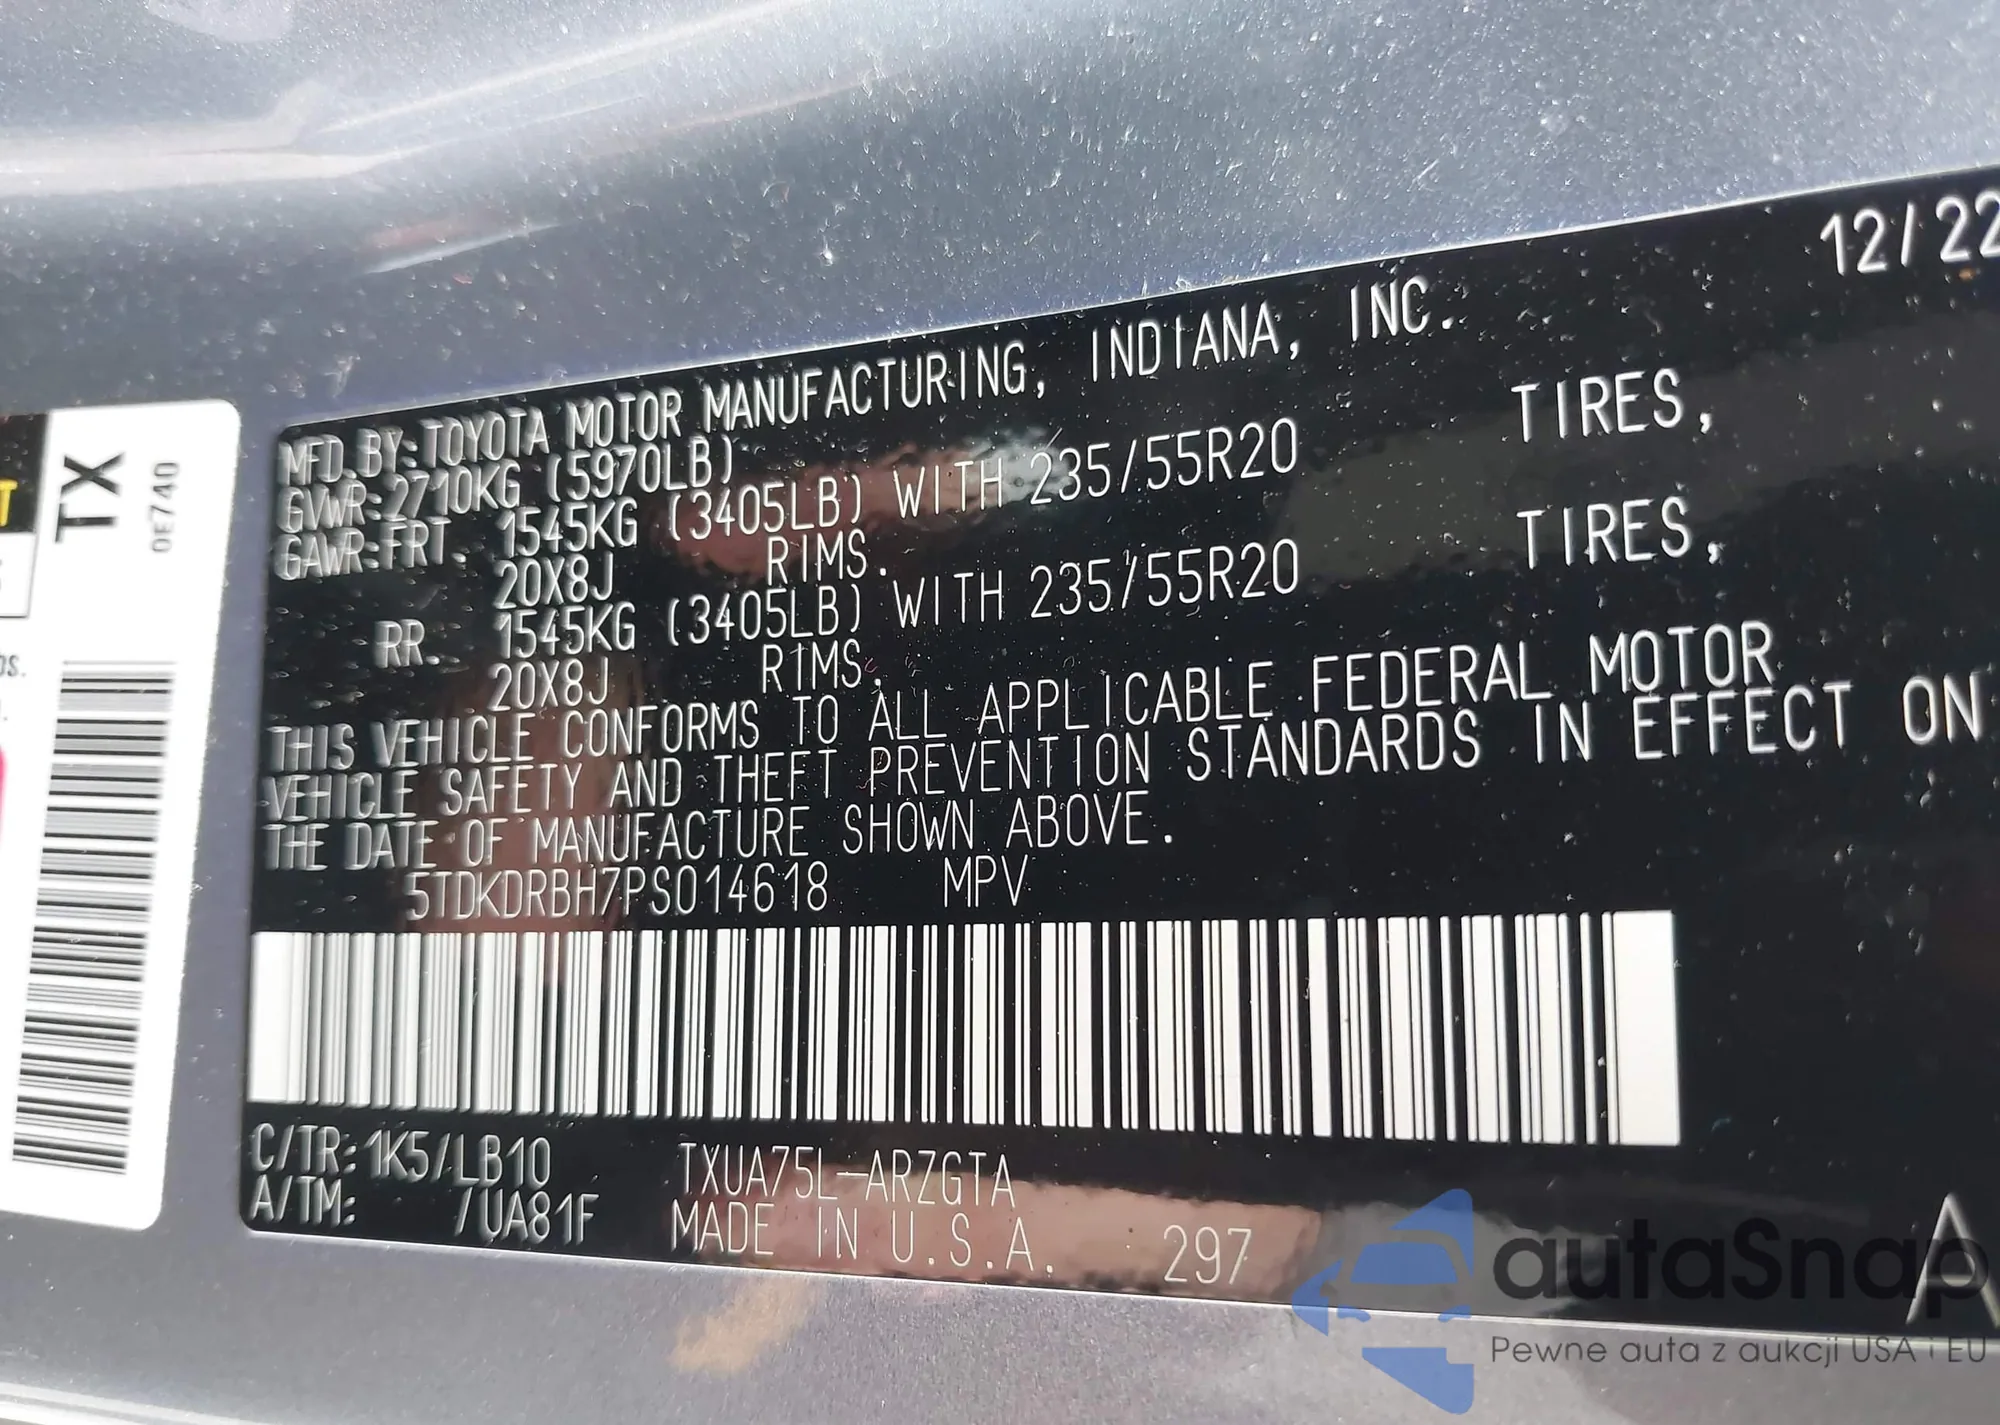 12/22
MFD. BY: TOYOTA MOTOR MANUFACTURING, INDIANA, INC.
GVWR: 2710KG (5970LB)
GAWR: FRT. 1545KG (3405LB) WITH 235/55R20 TIRES,
20X8J RIMS.
RR. 1545KG (3405LB) WITH 235/55R20 TIRES,
20X8J RIMS.
THIS VEHICLE CONFORMS TO ALL APPLICABLE FEDERAL MOTOR
VEHICLE SAFETY AND THEFT PREVENTION STANDARDS IN EFFECT ON
THE DATE OF MANUFACTURE SHOWN ABOVE.
5TDKDRBH7PS014618 MPV
C/TR: 1K5/LB10 TXUA75L-ARZGTA
A/TM: /UA81F MADE IN U.S.A. 297
A
TX
0E740
autaSnap
Pewne auta z aukcji USA i EU